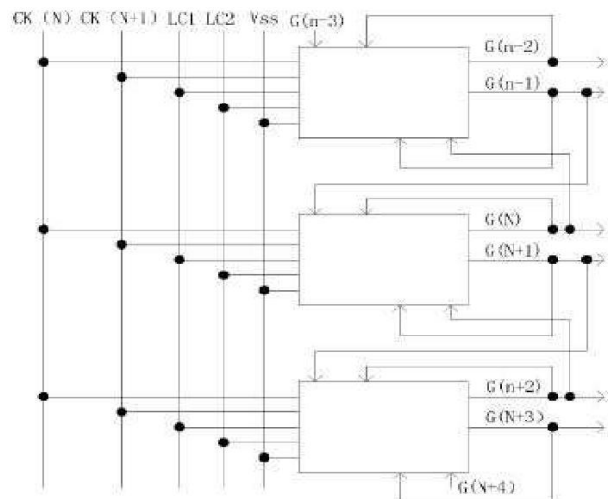 CK (N) CK (N+1) LC1 LC2 Vss G(n-3)
G(n-2)
G(n-1)
G(N)
G(N+1)
G(n+2)
G(N+3)
G(N+4)